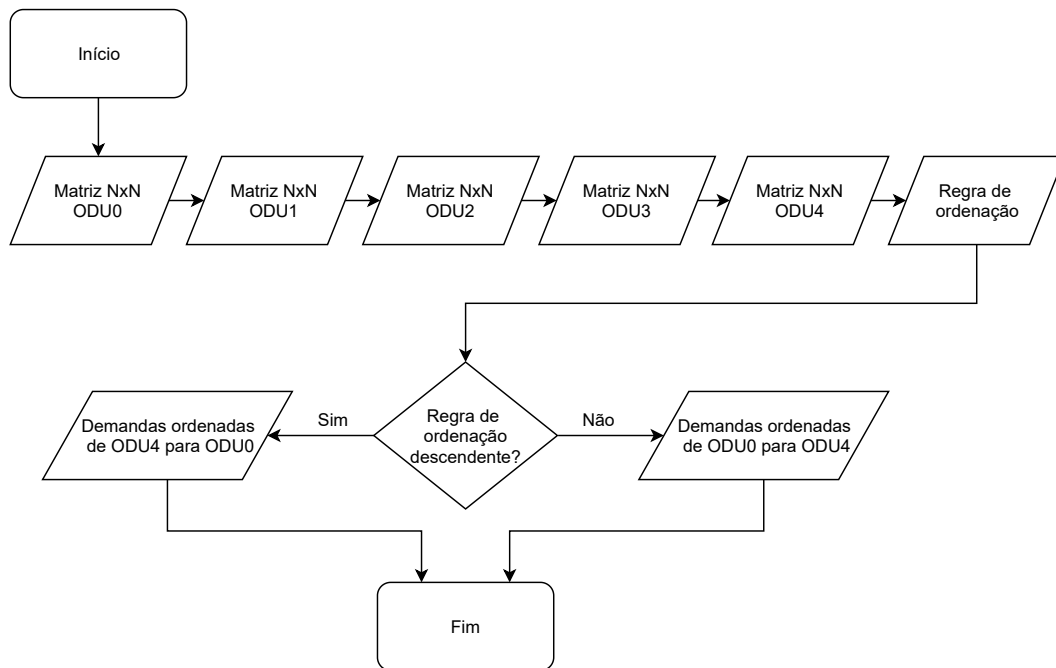 Início
Matriz NxN
ODU0
Matriz NxN
ODU1
Matriz NxN
ODU2
Matriz NxN
ODU3
Matriz NxN
ODU4
Regra de
ordenação
Regra de
ordenação
descendente?
Sim
Não
Demandas ordenadas
de ODU4 para ODU0
Demandas ordenadas
de ODU0 para ODU4
Fim